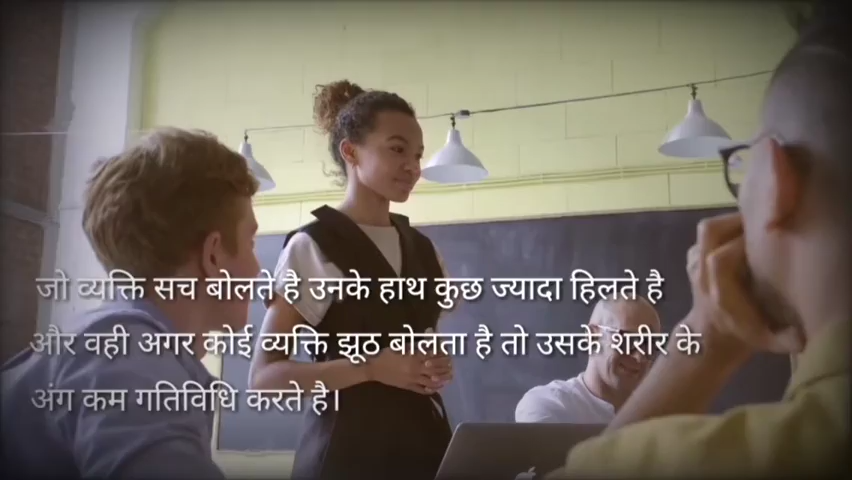 जो व्यक्ति सच बोलते है उनके हाथ कुछ ज्यादा हिलते है
और वही अगर कोई व्यक्ति झूठ बोलता है तो उसके शरीर के
अंग कम गतिविधि करते है।